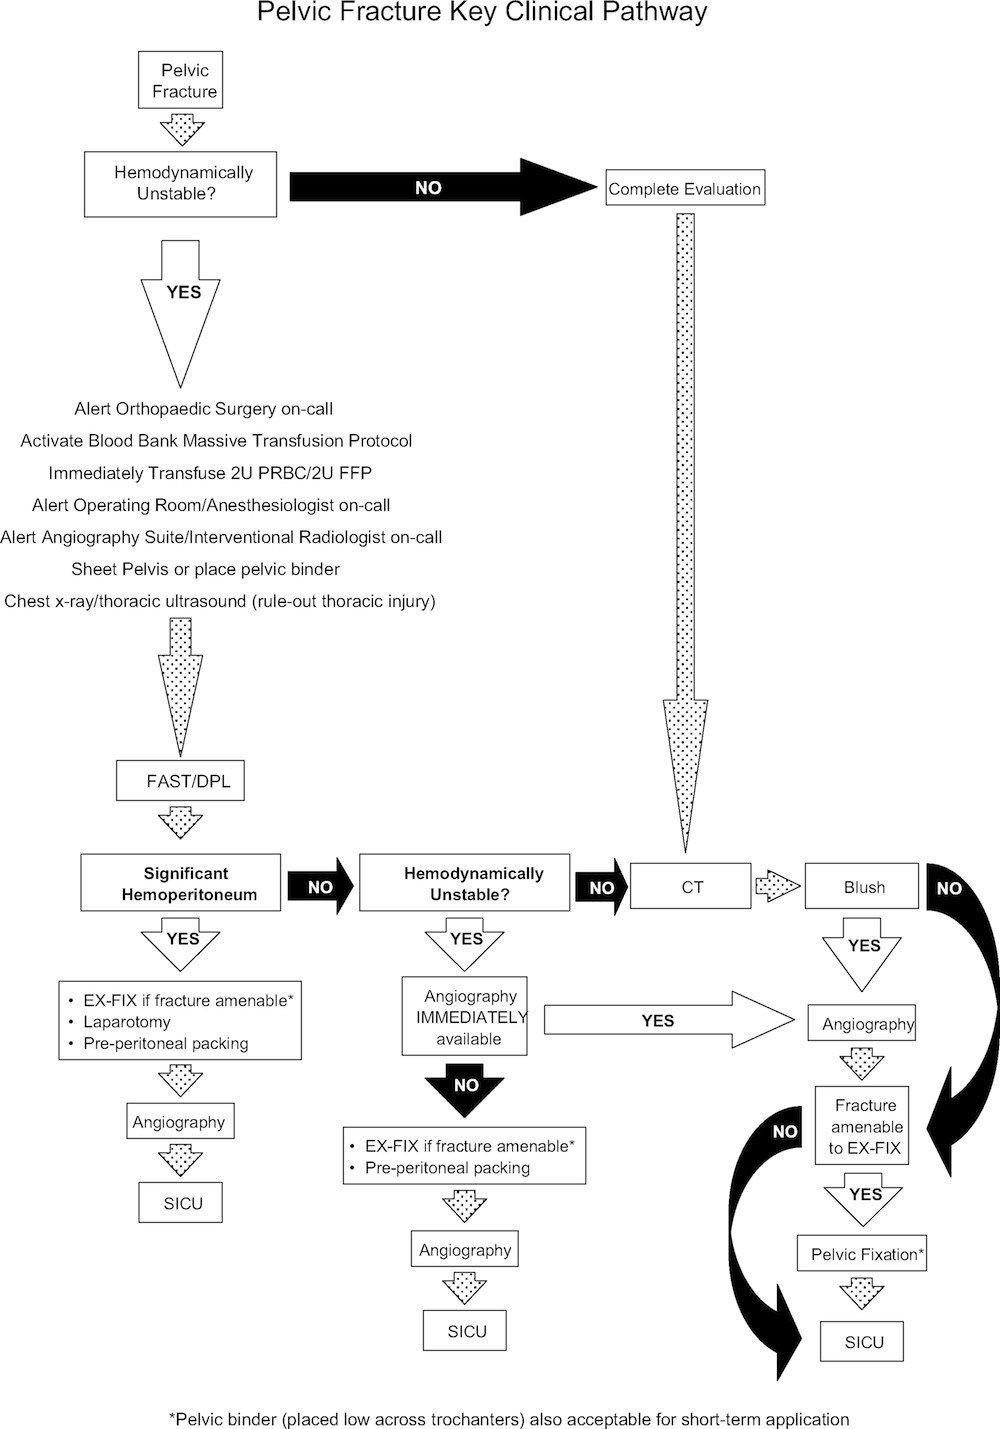 Pelvic Fracture Key Clinical Pathway
Pelvic
Fracture
Hemodynamically
Unstable?
NO
Complete Evaluation
YES
Alert Orthopaedic Surgery on-call
Activate Blood Bank Massive Transfusion Protocol
Immediately Transfuse 2U PRBC/2U FFP
Alert Operating Room/Anesthesiologist on-call
Alert Angiography Suite/Interventional Radiologist on-call
Sheet Pelvis or place pelvic binder
Chest x-ray/thoracic ultrasound (rule-out thoracic injury)
FAST/DPL
Significant
Hemoperitoneum
NO
Hemodynamically
Unstable?
NO
CT
Blush
NO
YES
YES
YES
• EX-FIX if fracture amenable*
• Laparotomy
• Pre-peritoneal packing
Angiography
IMMEDIATELY
available
YES
Angiography
NO
Fracture
amenable
to EX-FIX
NO
Angiography
• EX-FIX if fracture amenable*
• Pre-peritoneal packing
YES
SICU
Angiography
Pelvic Fixation*
SICU
SICU
*Pelvic binder (placed low across trochanters) also acceptable for short-term application